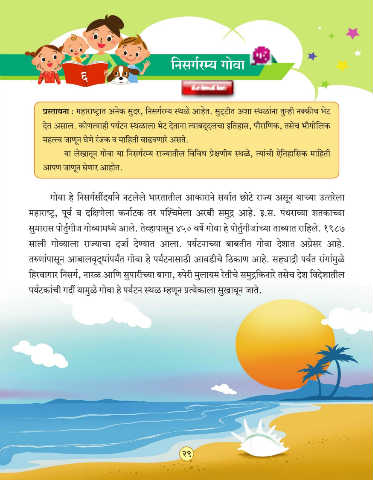 निसर्गरम्य गोवा
६
प्रस्तावना : महाराष्ट्रात अनेक सुंदर, निसर्गरम्य स्थळे आहेत. सुट्टीत अशा स्थळांना तुम्ही नक्कीच भेट
देत असाल. कोणत्याही पर्यटन स्थळाला भेट देताना त्याबद्दलचा इतिहास, पौराणिक, तसेच भौगोलिक
महत्त्व जाणून घेणे रंजक व माहिती वाढवणारे असते.
या लेखातून गोवा या निसर्गरम्य राज्यातील विविध प्रेक्षणीय स्थळे, त्यांची ऐतिहासिक माहिती
आपण जाणून घेणार आहोत.
गोवा हे निसर्गसौंदर्याने नटलेले भारतातील आकाराने सर्वात छोटे राज्य असून याच्या उत्तरेला
महाराष्ट्र, पूर्व व दक्षिणेला कर्नाटक तर पश्चिमेला अरबी समुद्र आहे. इ.स. पंधराव्या शतकाच्या
सुमारास पोर्तुगीज गोव्यामध्ये आले. तेव्हापासून ४५० वर्षे गोवा हे पोर्तुगीजांच्या ताब्यात राहिले. १९८७
साली गोव्याला राज्याचा दर्जा देण्यात आला. पर्यटनाच्या बाबतीत गोवा देशात अग्रेसर आहे.
तरुणांपासून आबालवृद्धांपर्यंत गोवा हे पर्यटनासाठी आवडीचे ठिकाण आहे. सह्याद्री पर्वत रांगांमुळे
हिरवागार निसर्ग, नारळ आणि सुपारीच्या बागा, रुपेरी मुलायम रेतीचे समुद्रकिनारे तसेच देश विदेशातील
पर्यटकांची गर्दी यामुळे गोवा हे पर्यटन स्थळ म्हणून प्रत्येकाला सुखावून जाते.
२९